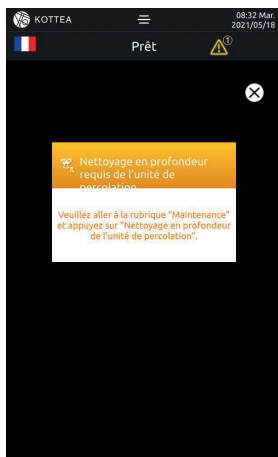 KOTTEA
08:32 Mar.
2021/05/18
Prêt
1
Nettoyage en profondeur
requis de l'unité de
percolation
Veuillez aller à la rubrique "Maintenance"
et appuyez sur "Nettoyage en profondeur
de l'unité de percolation".